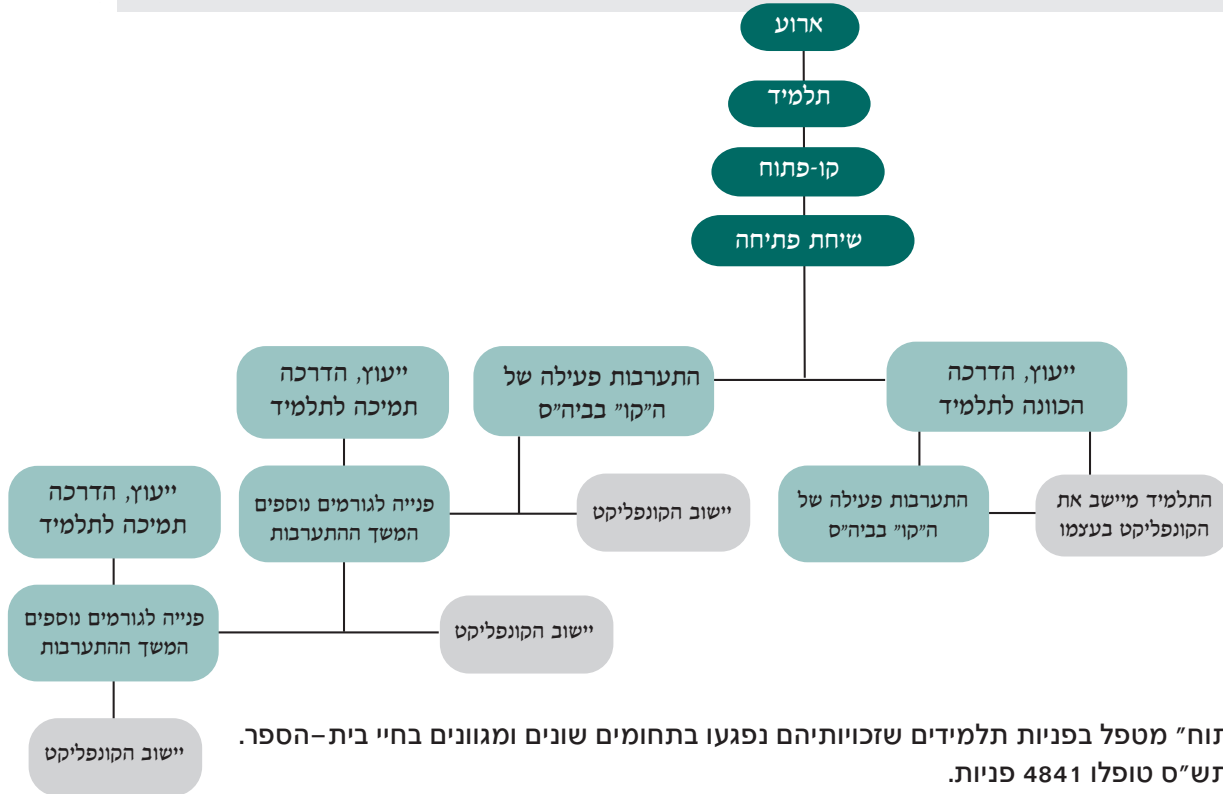 ארוע
תלמיד
קו-פתוח
שיחת פתיחה
ייעוץ, הדרכה
הכוונה לתלמיד
התערבות פעילה של
ה"קו" בביה"ס
ייעוץ, הדרכה
תמיכה לתלמיד
התלמיד מיישב את
הקונפליקט בעצמו
התערבות פעילה של
ה"קו" בביה"ס
יישוב הקונפליקט
פנייה לגורמים נוספים
המשך ההתערבות
ייעוץ, הדרכה
תמיכה לתלמיד
יישוב הקונפליקט
פנייה לגורמים נוספים
המשך ההתערבות
יישוב הקונפליקט
תוח" מטפל בפניות תלמידים שזכויותיהם נפגעו בתחומים שונים ומגוונים בחיי בית–הספר.
תש"ס טופלו 4841 פניות.